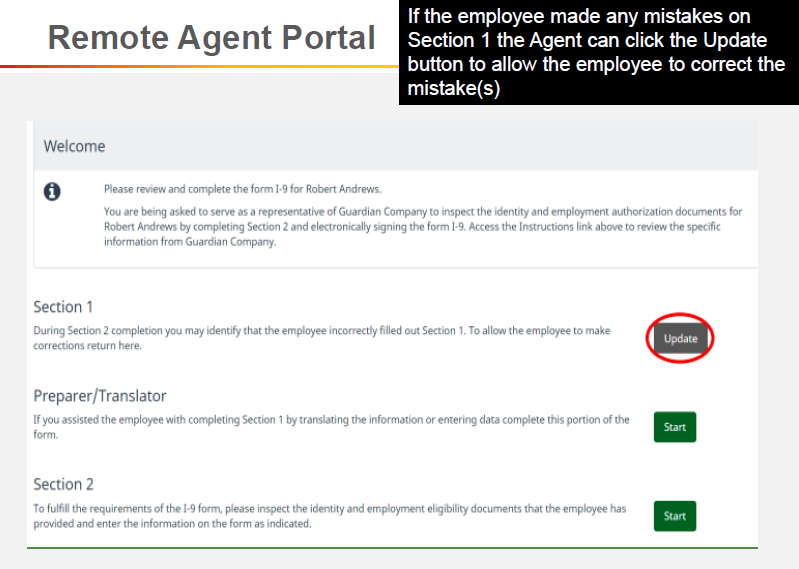 Remote Agent Portal
If the employee made any mistakes on
Section 1 the Agent can click the Update
button to allow the employee to correct the
mistake(s)
Welcome
Please review and complete the form I-9 for Robert Andrews.
You are being asked to serve as a representative of Guardian Company to inspect the identity and employment authorization documents for
Robert Andrews by completing Section 2 and electronically signing the form I-9. Access the Instructions link above to review the specific
information from Guardian Company.
Section 1
During Section 2 completion you may identify that the employee incorrectly filled out Section 1. To allow the employee to make
corrections return here.
Update
Preparer/Translator
If you assisted the employee with completing Section 1 by translating the information or entering data complete this portion of the
form.
Start
Section 2
To fulfill the requirements of the I-9 form, please inspect the identity and employment eligibility documents that the employee has
provided and enter the information on the form as indicated.
Start